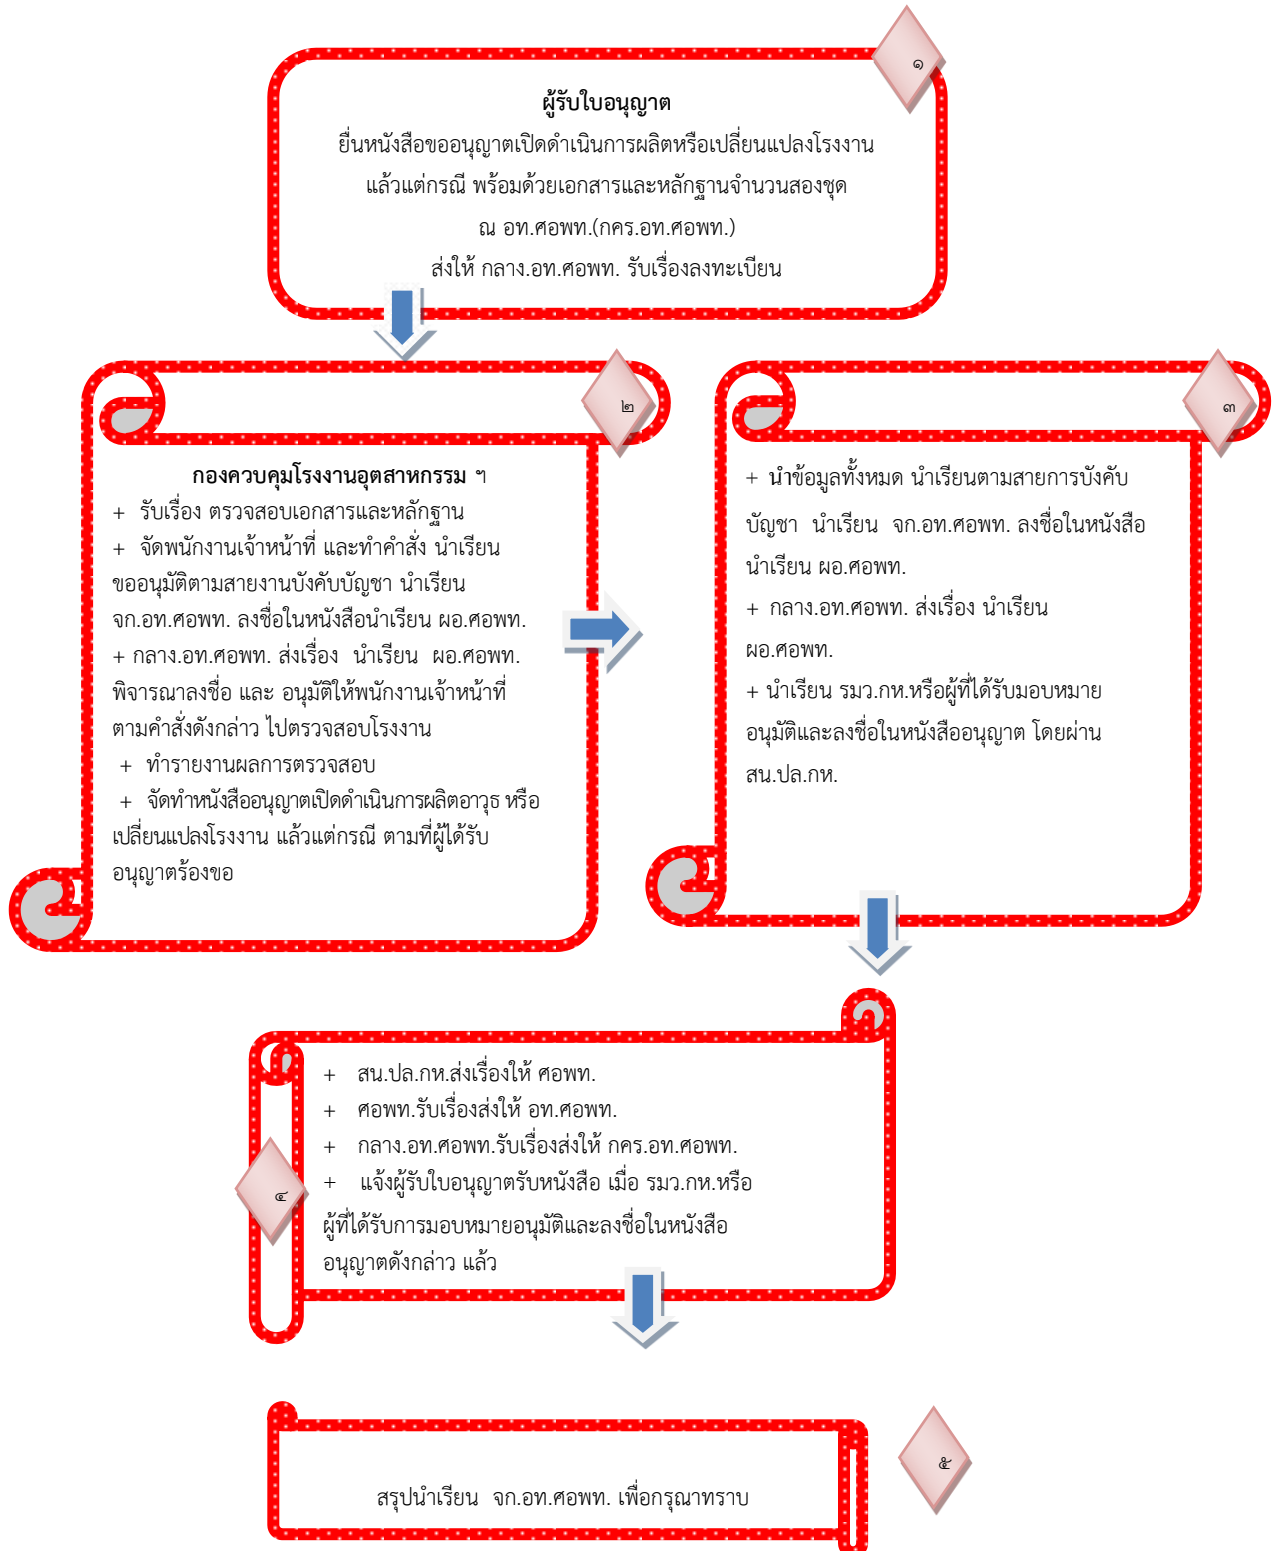 ๑
ผู้รับใบอนุญาต
ยื่นหนังสือขออนุญาตเปิดดำเนินการผลิตหรือเปลี่ยนแปลงโรงงาน
แล้วแต่กรณี พร้อมด้วยเอกสารและหลักฐานจำนวนสองชุด
ณ อท.ศอพท.(กคร.อท.ศอพท.)
ส่งให้ กลาง.อท.ศอพท. รับเรื่องลงทะเบียน
๒
กองควบคุมโรงงานอุตสาหกรรม ฯ
+ รับเรื่อง ตรวจสอบเอกสารและหลักฐาน
+ จัดพนักงานเจ้าหน้าที่ และทำคำสั่ง นำเรียน
ขออนุมัติตามสายงานบังคับบัญชา นำเรียน
จก.อท.ศอพท. ลงชื่อในหนังสือนำเรียน ผอ.ศอพท.
+ กลาง.อท.ศอพท. ส่งเรื่อง นำเรียน ผอ.ศอพท.
พิจารณาลงชื่อ และ อนุมัติให้พนักงานเจ้าหน้าที่
ตามคำสั่งดังกล่าว ไปตรวจสอบโรงงาน
+ ทำรายงานผลการตรวจสอบ
+ จัดทำหนังสืออนุญาตเปิดดำเนินการผลิตอาวุธ หรือ
เปลี่ยนแปลงโรงงาน แล้วแต่กรณี ตามที่ผู้ได้รับ
อนุญาตร้องขอ
๓
+ นำข้อมูลทั้งหมด นำเรียนตามสายการบังคับ
บัญชา นำเรียน จก.อท.ศอพท. ลงชื่อในหนังสือ
นำเรียน ผอ.ศอพท.
+ กลาง.อท.ศอพท. ส่งเรื่อง นำเรียน
ผอ.ศอพท.
+ นำเรียน รมว.กห.หรือผู้ที่ได้รับมอบหมาย
อนุมัติและลงชื่อในหนังสืออนุญาต โดยผ่าน
สน.ปล.กห.
๔
+ สน.ปล.กห.ส่งเรื่องให้ ศอพท.
+ ศอพท.รับเรื่องส่งให้ อท.ศอพท.
+ กลาง.อท.ศอพท.รับเรื่องส่งให้ กคร.อท.ศอพท.
+ แจ้งผู้รับใบอนุญาตรับหนังสือ เมื่อ รมว.กห.หรือ
ผู้ที่ได้รับการมอบหมายอนุมัติและลงชื่อในหนังสือ
อนุญาตดังกล่าว แล้ว
๕
สรุปนำเรียน จก.อท.ศอพท. เพื่อกรุณาทราบ